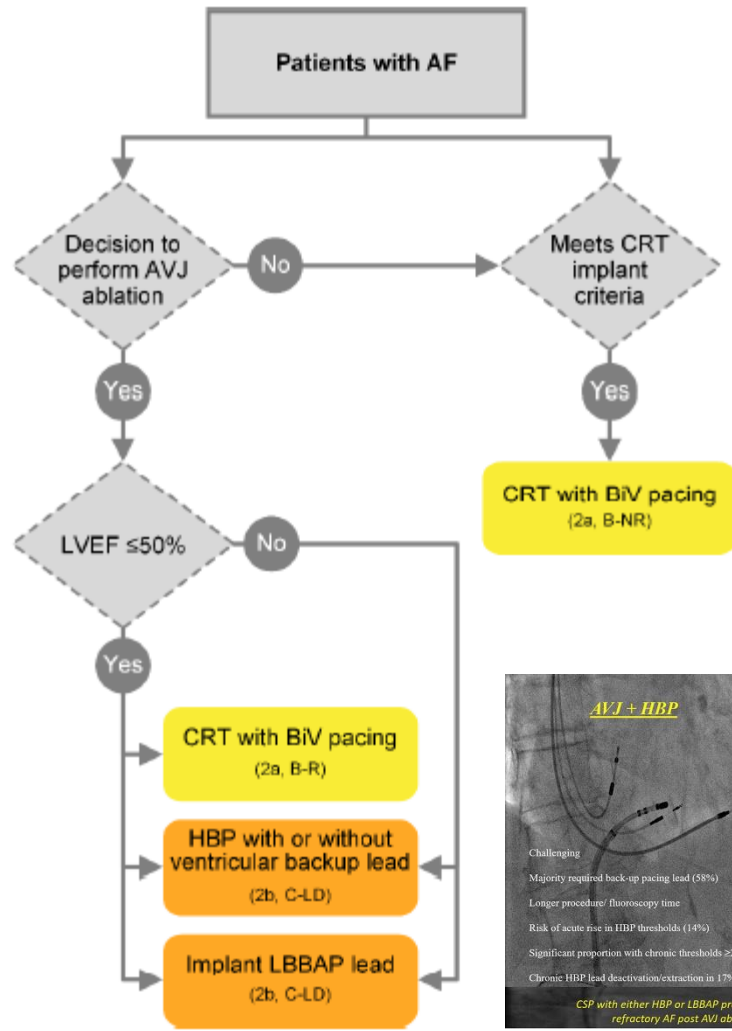 Patients with AF
Decision to
perform AVJ
ablation
No
Meets CRT
implant
criteria
Yes
Yes
CRT with BiV pacing
(2a, B-NR)
LVEF ≤50%
No
Yes
CRT with BiV pacing
(2a, B-R)
HBP with or without
ventricular backup lead
(2b, C-LD)
Implant LBBAP lead
(2b, C-LD)
AVJ + HBP
Challenging
Majority required back-up pacing lead (58%)
Longer procedure/ fluoroscopy time
Risk of acute rise in HBP thresholds (14%)
Significant proportion with chronic thresholds
Chronic HBP lead deactivation/extraction in 17%
CSP with either HBP or LBBAP
refractory AF post AVJ